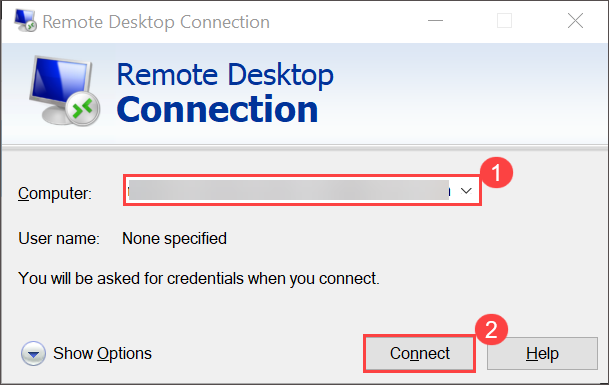 Remote Desktop Connection
Remote Desktop
Connection
1
Computer:
User name: None specified
You will be asked for credentials when you connect.
2
Show Options
Connect
Help